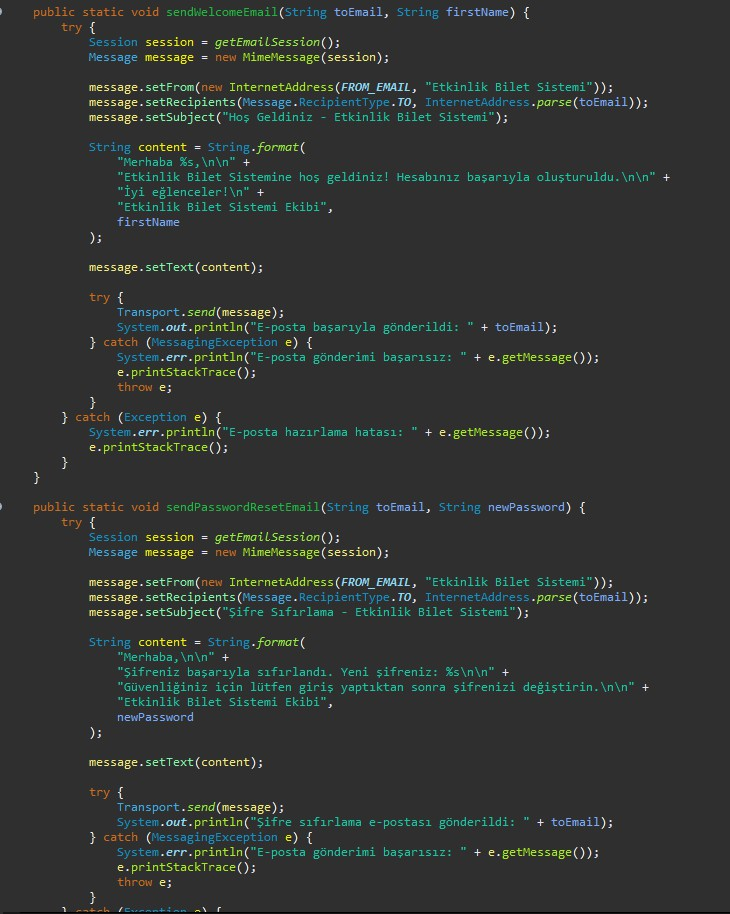 public static void sendWelcomeEmail(String toEmail, String firstName) {
try {
Session session = getEmailSession();
Message message = new MimeMessage(session);
message.setFrom(new InternetAddress(FROM_EMAIL, "Etkinlik Bilet Sistemi"));
message.setRecipients(Message.RecipientType.TO, InternetAddress.parse(toEmail));
message.setSubject("Hoş Geldiniz - Etkinlik Bilet Sistemi");
String content = String.format(
"Merhaba %s,\n\n" +
"Etkinlik Bilet Sistemine hoş geldiniz! Hesabınız başarıyla oluşturuldu.\n\n" +
"İyi eğlenceler!\n" +
"Etkinlik Bilet Sistemi Ekibi",
firstName
);
message.setText(content);
try {
Transport.send(message);
System.out.println("E-posta başarıyla gönderildi: " + toEmail);
} catch (MessagingException e) {
System.err.println("E-posta gönderimi başarısız: " + e.getMessage());
e.printStackTrace();
throw e;
}
} catch (Exception e) {
System.err.println("E-posta hazırlama hatası: " + e.getMessage());
e.printStackTrace();
}
}
public static void sendPasswordResetEmail(String toEmail, String newPassword) {
try {
Session session = getEmailSession();
Message message = new MimeMessage(session);
message.setFrom(new InternetAddress(FROM_EMAIL, "Etkinlik Bilet Sistemi"));
message.setRecipients(Message.RecipientType.TO, InternetAddress.parse(toEmail));
message.setSubject("Şifre Sıfırlama - Etkinlik Bilet Sistemi");
String content = String.format(
"Merhaba,\n\n" +
"Şifreniz başarıyla sıfırlandı. Yeni şifreniz: %s\n\n" +
"Güvenliğiniz için lütfen giriş yaptıktan sonra şifrenizi değiştirin.\n\n" +
"Etkinlik Bilet Sistemi Ekibi",
newPassword
);
message.setText(content);
try {
Transport.send(message);
System.out.println("Şifre sıfırlama e-postası gönderildi: " + toEmail);
} catch (MessagingException e) {
System.err.println("E-posta gönderimi başarısız: " + e.getMessage());
e.printStackTrace();
throw e;
}
} catch (Exception e) {